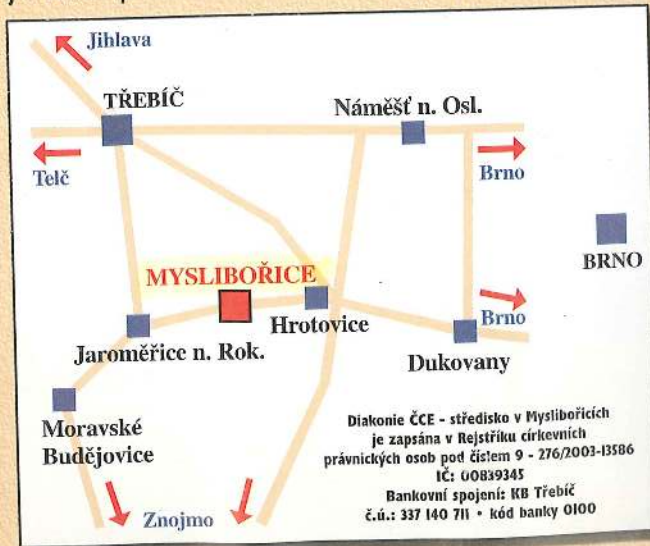 Jihlava
TŘEBÍČ
Náměšť n. Osl.
Telč
Brno
BRNO
MYSLIBOŘICE
Hrotovice
Brno
Jaroměřice n. Rok.
Dukovany
Moravské
Budějovice
Znojmo
Diakonie ČCE - středisko v Myslibořicích
je zapsána v Rejstříku církevních
právnických osob pod číslem 9 - 276/2003-13586
IČ: 00839345
Bankovní spojení: KB Třebíč
č.ú.: 337 140 711 • kód banky 0100